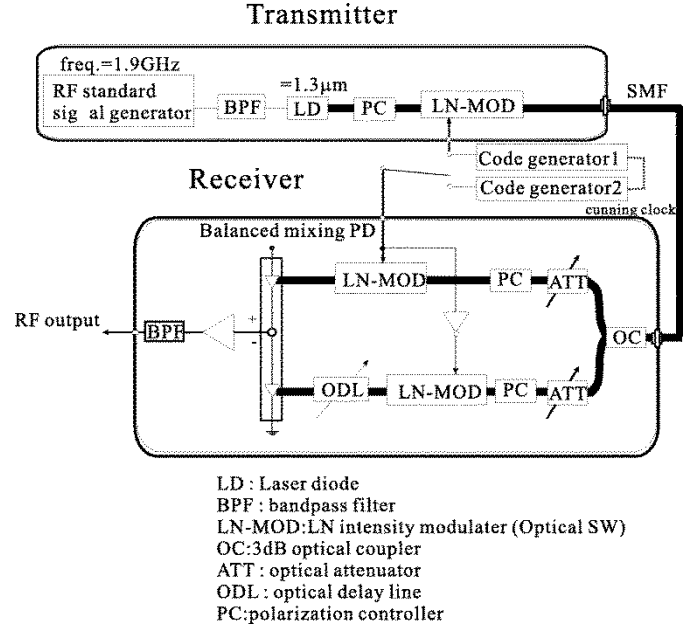 Transmitter
freq.=1.9GHz
RF standard
sig al generator
BPF
=1.3μm
LD
PC
LN-MOD
SMF
Code generator1
Code generator2
cunning clock
Receiver
Balanced mixing PD
LN-MOD
PC
ATT
RF output
BPF
+
-
OC
ODL
LN-MOD
PC
ATT
LD : Laser diode
BPF : bandpass filter
LN-MOD:LN intensity modulater (Optical SW)
OC:3dB optical coupler
ATT : optical attenuator
ODL : optical delay line
PC:polarization controller